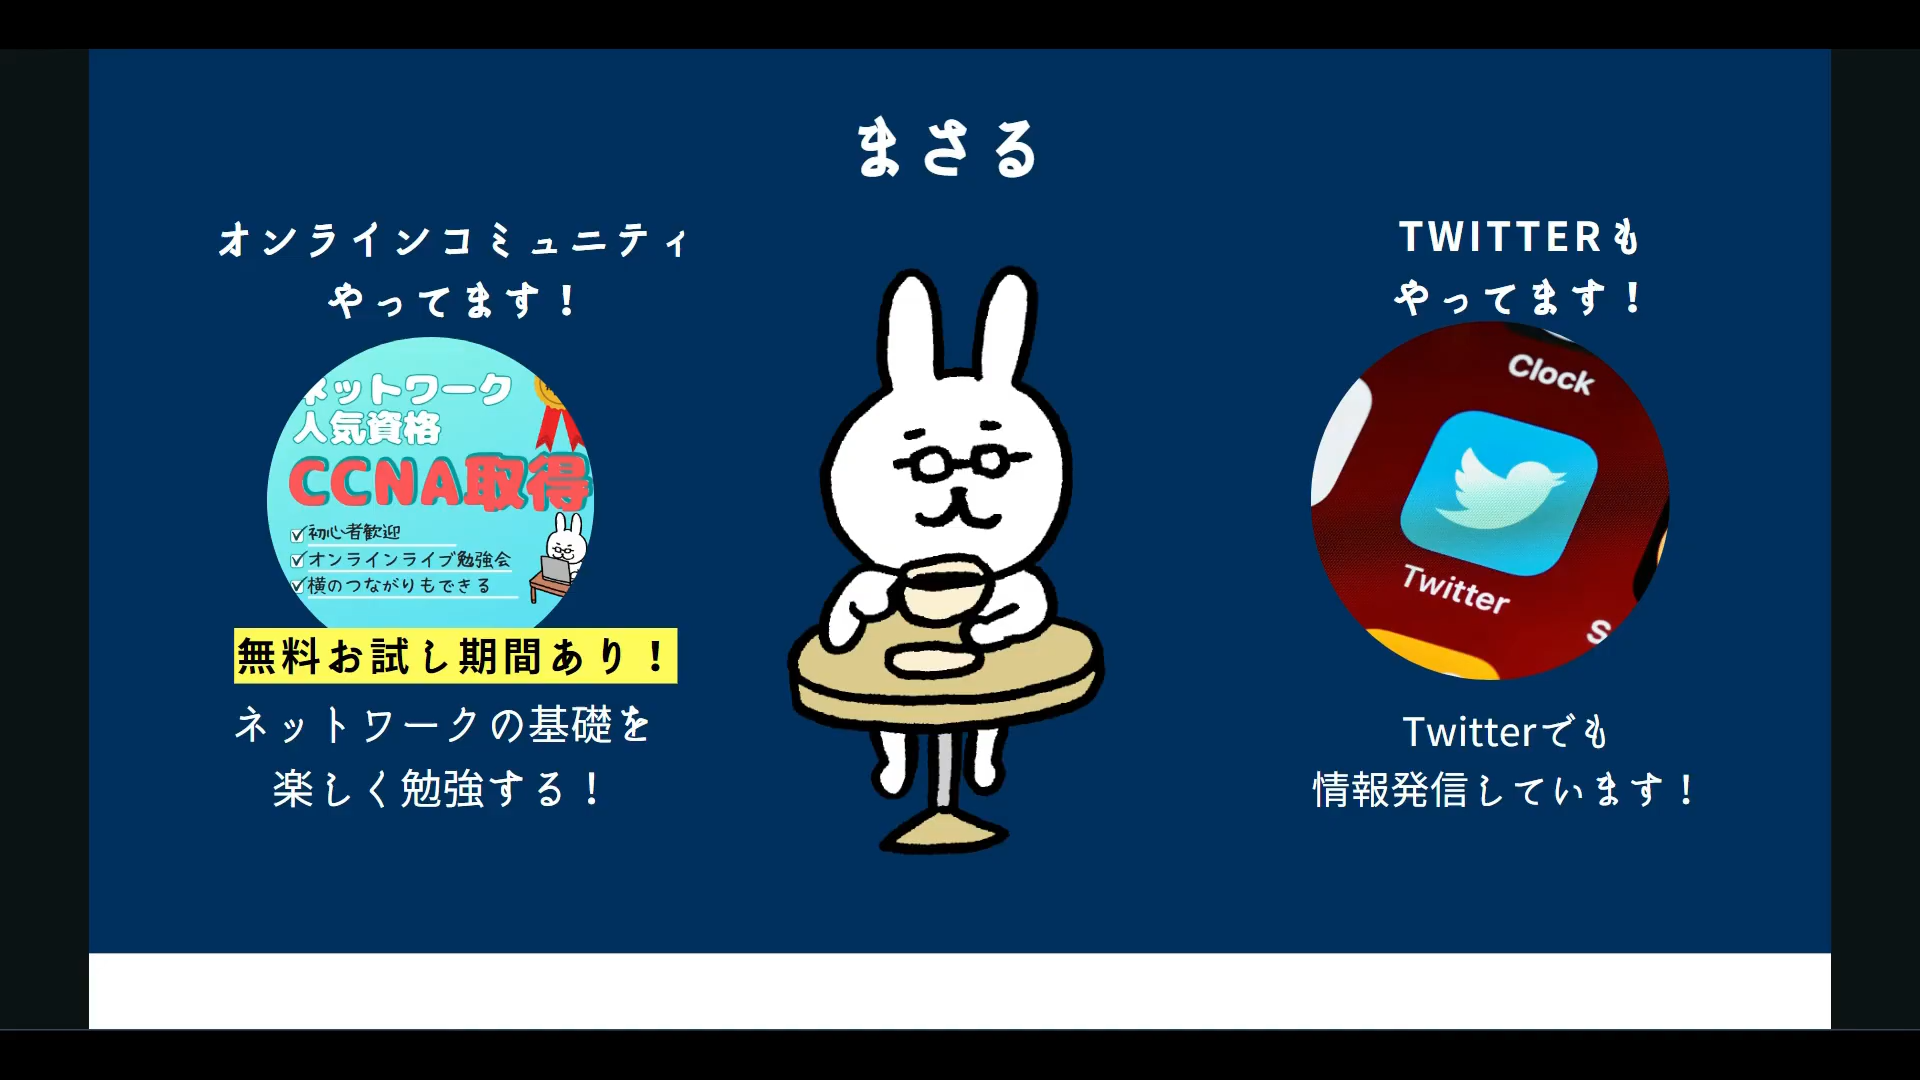 まさる
オンラインコミュニティ
やってます！
ネットワーク
人気資格
CCNA取得
初心者歓迎
オンラインライブ勉強会
横のつながりもできる
無料お試し期間あり！
ネットワークの基礎を
楽しく勉強する！
TWITTERも
やってます！
Clock
Twitter
S
Twitterでも
情報発信しています！